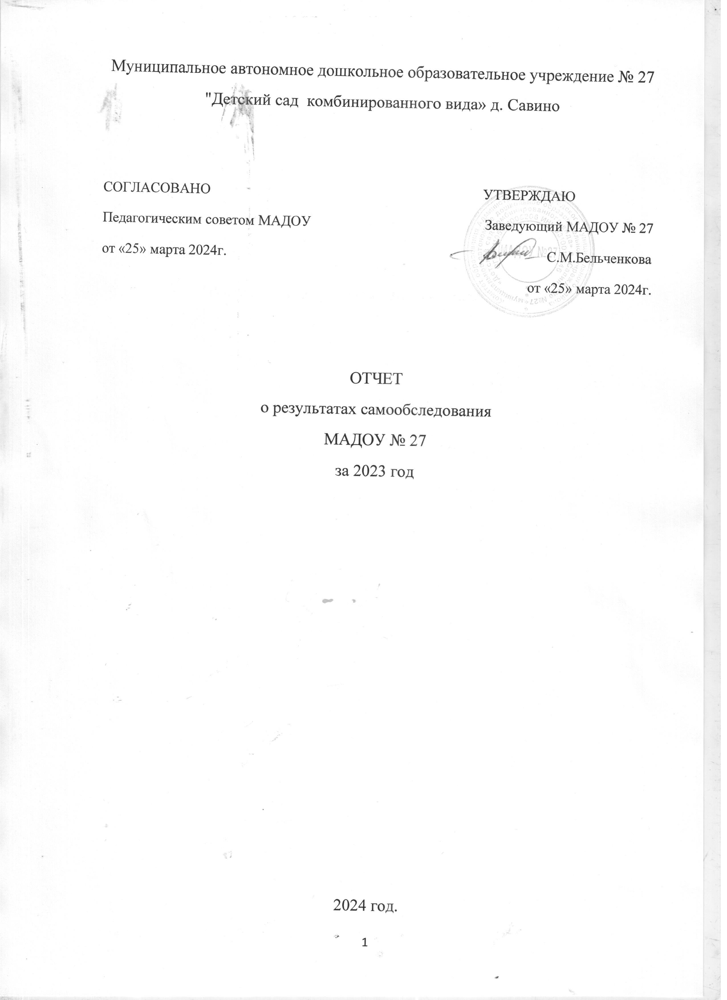 Муниципальное автономное дошкольное образовательное учреждение № 27
"Детский сад комбинированного вида» д. Савино
СОГЛАСОВАНО
Педагогическим советом МАДОУ
от «25» марта 2024г.
УТВЕРЖДАЮ
Заведующий МАДОУ № 27
С.М.Бельченкова
от «25» марта 2024г.
МАДОУ №27
ОТЧЕТ
о результатах самообследования
МАДОУ № 27
за 2023 год
2024 год.
1